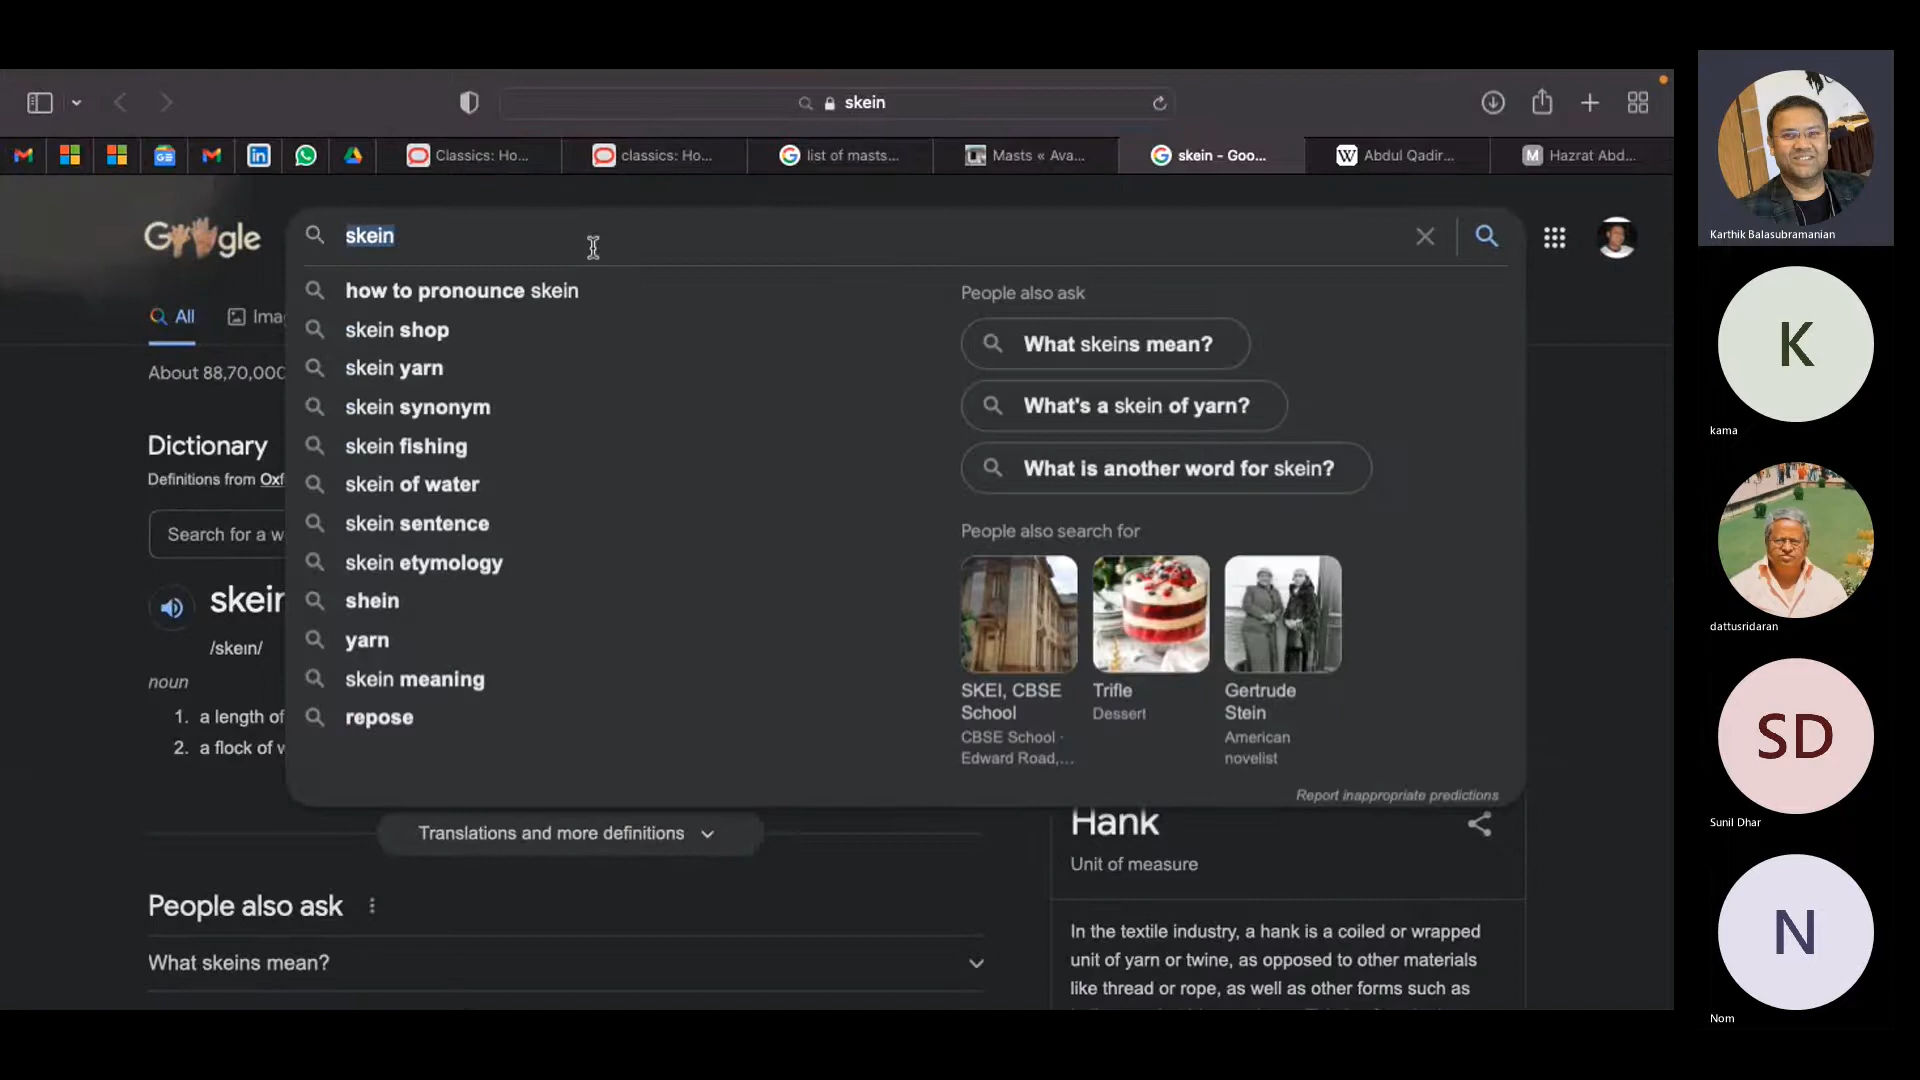 skein
Classics: Ho...
classics: Ho...
list of masts...
Masts « Ava...
skein - Goo...
Abdul Qadir...
Hazrat Abd...
Google
skein
how to pronounce skein
skein shop
skein yarn
skein synonym
skein fishing
skein of water
skein sentence
skein etymology
shein
yarn
skein meaning
repose
People also ask
What skeins mean?
What's a skein of yarn?
What is another word for skein?
People also search for
SKEI, CBSE
School
CBSE School ·
Edward Road,...
Trifle
Dessert
Gertrude
Stein
American
novelist
Report inappropriate predictions
All
Ima
About 88,70,000
Dictionary
Definitions from Oxf
Search for a w
skein
/skeɪn/
noun
1. a length of
2. a flock of w
Translations and more definitions
People also ask
What skeins mean?
Hank
Unit of measure
In the textile industry, a hank is a coiled or wrapped
unit of yarn or twine, as opposed to other materials
like thread or rope, as well as other forms such as
Karthik Balasubramanian
K
kama
dattusridaran
SD
Sunil Dhar
N
Nom